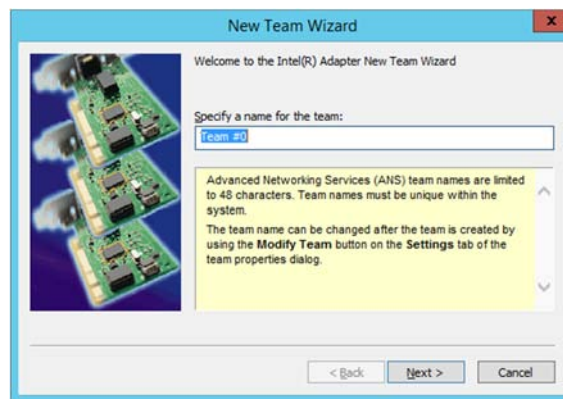 New Team Wizard
x
Welcome to the Intel(R) Adapter New Team Wizard
Specify a name for the team:
Team #0
Advanced Networking Services (ANS) team names are limited
to 48 characters. Team names must be unique within the
system.
The team name can be changed after the team is created by
using the Modify Team button on the Settings tab of the
team properties dialog.
< Back
Next >
Cancel